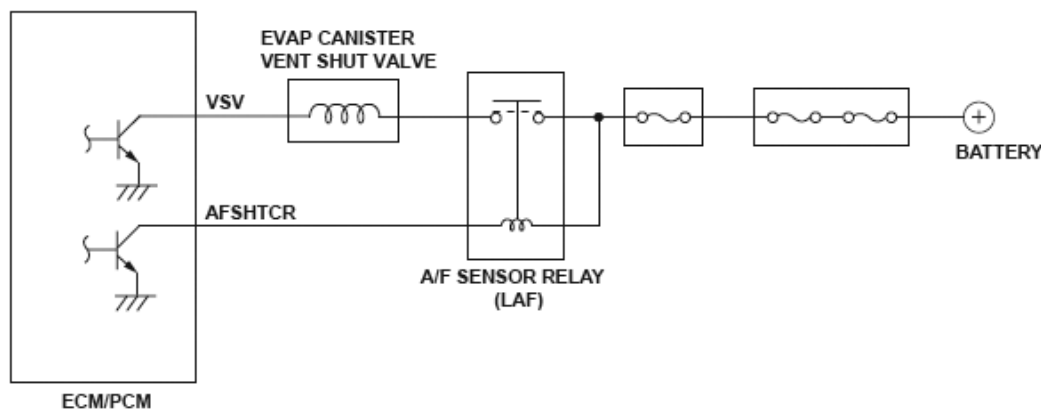 EVAP CANISTER
VENT SHUT VALVE
VSV
BATTERY
AFSHTCR
A/F SENSOR RELAY
(LAF)
ECM/PCM